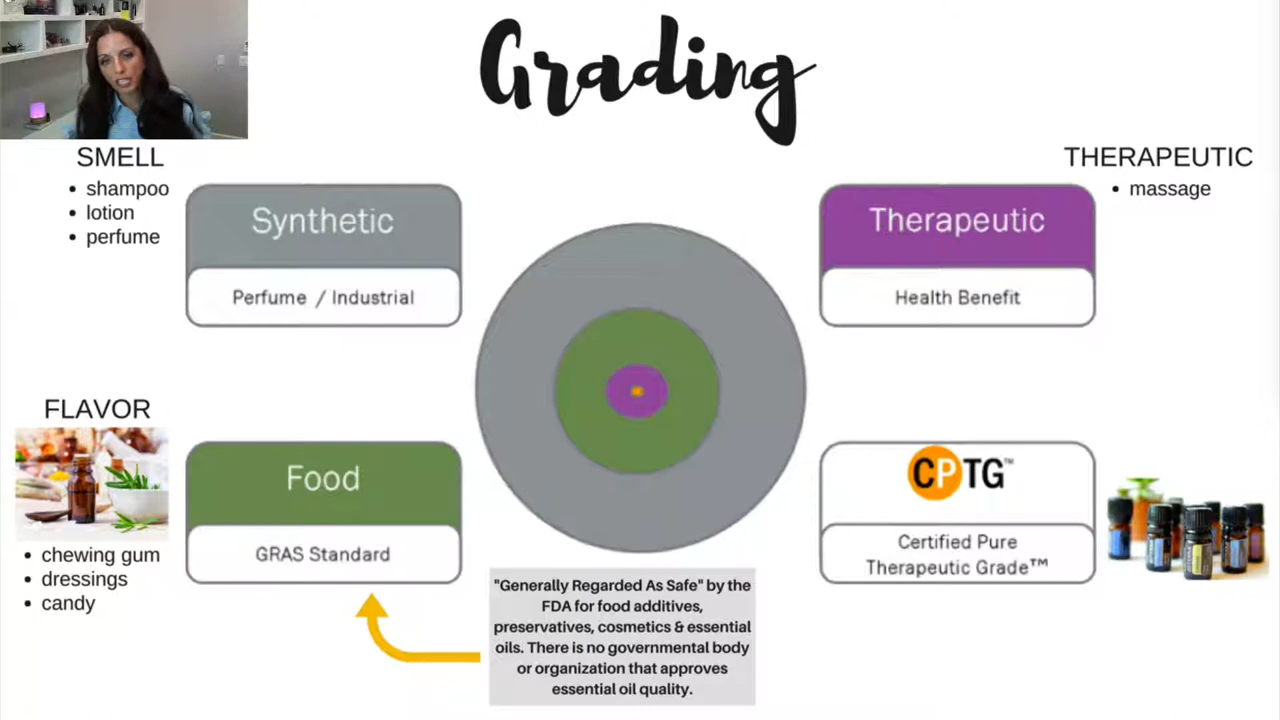 Grading
SMELL
• shampoo
• lotion
• perfume
Synthetic
Perfume / Industrial
THERAPEUTIC
• massage
Therapeutic
Health Benefit
FLAVOR
• chewing gum
• dressings
• candy
Food
GRAS Standard
CPTG™
Certified Pure
Therapeutic Grade™
"Generally Regarded As Safe" by the
FDA for food additives,
preservatives, cosmetics & essential
oils. There is no governmental body
or organization that approves
essential oil quality.